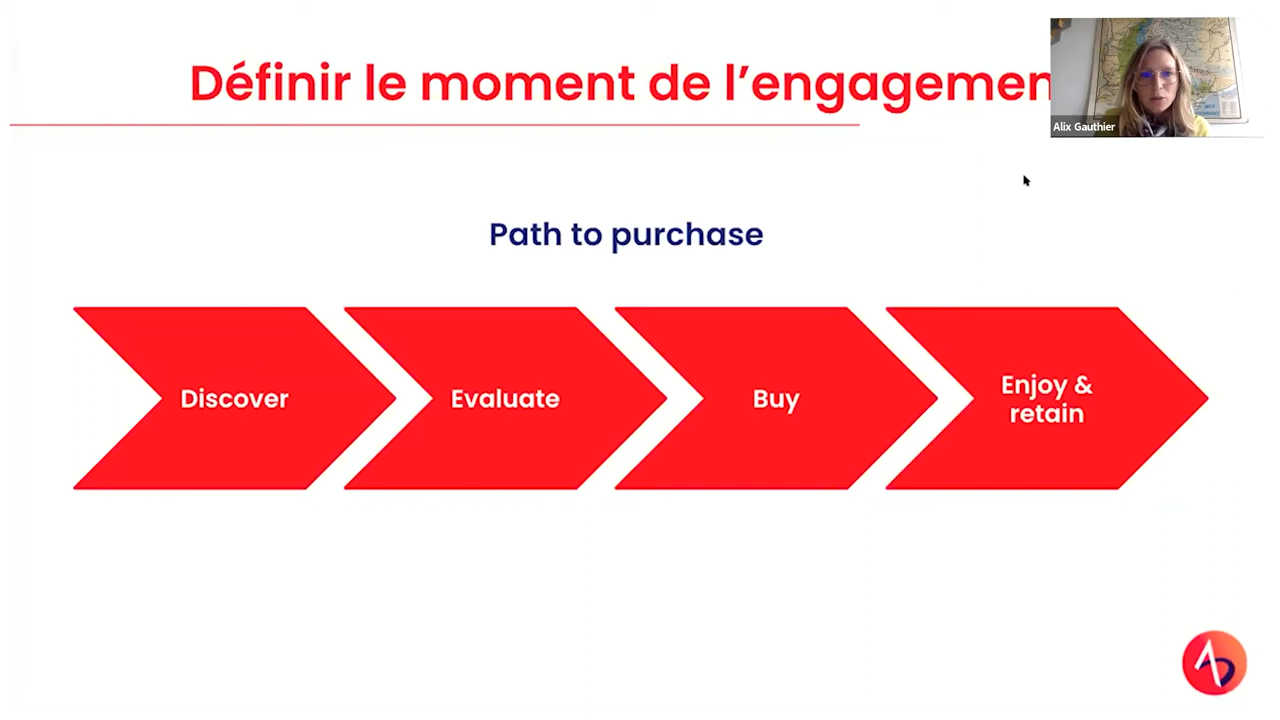 Définir le moment de l'engagemen
Alix Gauthier
Path to purchase
Discover
Evaluate
Buy
Enjoy &
retain